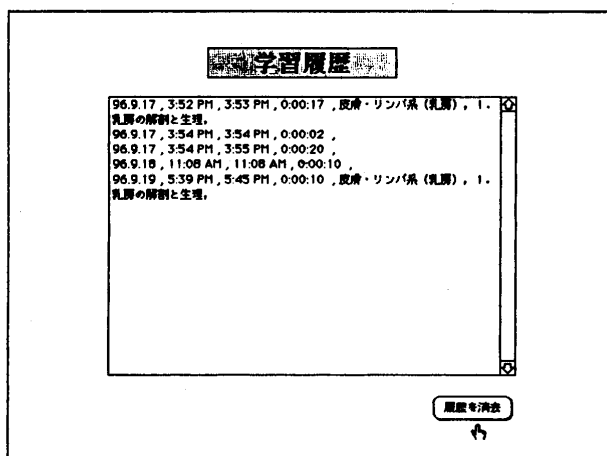 学習履歴
96.9.17 , 3:52 PM , 3:53 PM , 0:00:17 , 皮膚・リンパ系（乳房）, 1.
乳房の解剖と生理,
96.9.17 , 3:54 PM , 3:54 PM , 0:00:02 ,
96.9.17 , 3:54 PM , 3:55 PM , 0:00:20 ,
96.9.18 , 11:08 AM , 11:08 AM , 0:00:10 ,
96.9.19 , 5:39 PM , 5:45 PM , 0:00:10 , 皮膚・リンパ系（乳房）, 1.
乳房の解剖と生理,
履歴を消去